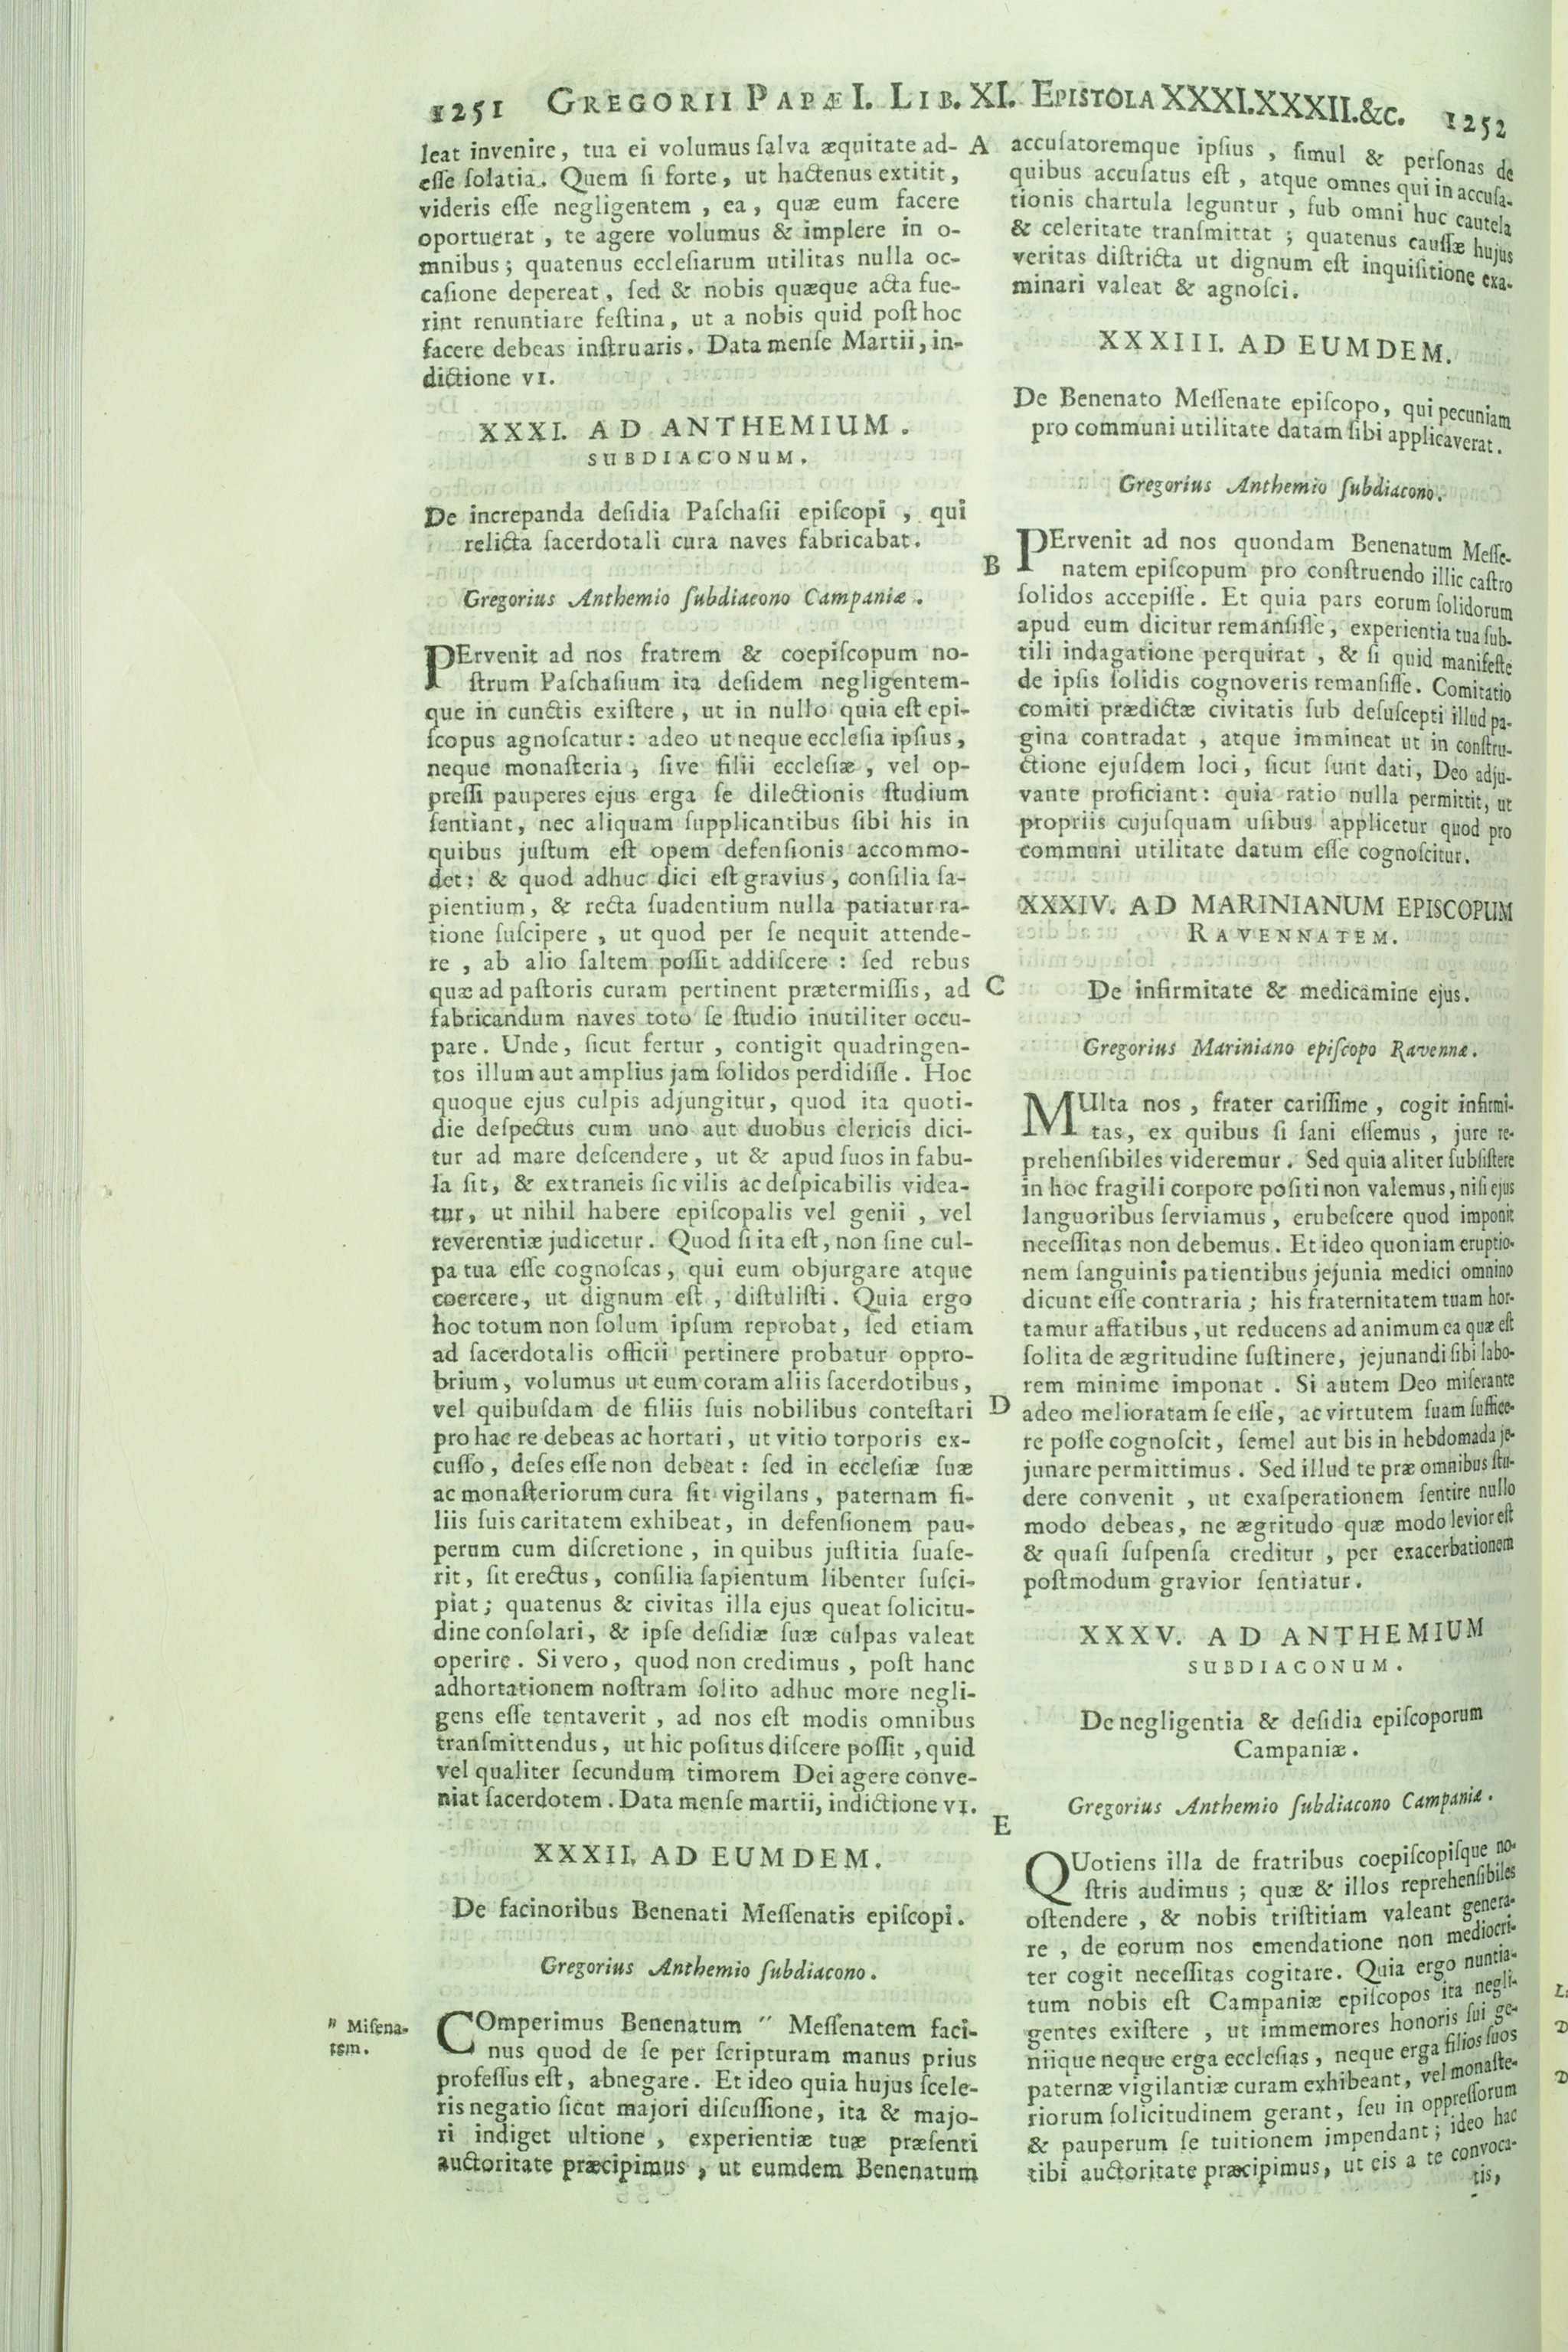 1251 GREGORII PAPÆ I. LIB. XI. EPISTOLA XXXI.XXXII.&c. 1252
leat invenire, tua ei volumus ſalva æquitate ad- A
eſſe ſolatia. Quem ſi forte, ut hactenus extitit,
videris eſſe negligentem, ea, quæ eum facere
oportuerat, te agere volumus & implere in o-
mnibus; quatenus eccleſiarum utilitas nulla oc-
caſione depereat, ſed & nobis quæque acta fue-
rint renuntiare feſtina, ut a nobis quid poſt hoc
facere debeas inſtruaris. Data menſe Martii, in-
dictione VI.
XXXI. AD ANTHEMIUM.
SUBDIACONUM.
De increpanda deſidia Paſchaſii epiſcopi, qui
relicta ſacerdotali cura naves fabricabat.
Gregorius Anthemio ſubdiacono Campaniæ.
PErvenit ad nos fratrem & coepiſcopum no-
ſtrum Paſchaſium ita deſidem negligentem-
que in cunctis exiſtere, ut in nullo quia eſt epi-
ſcopus agnoſcatur: adeo ut neque eccleſia ipſius,
neque monaſteria, ſive filii eccleſiæ, vel op-
preſſi pauperes ejus erga ſe dilectionis ſtudium
ſentiant, nec aliquam ſupplicantibus ſibi his in
quibus juſtum eſt opem defenſionis accommo-
det: & quod adhuc dici eſt gravius, conſilia ſa-
pientium, & recta ſuadentium nulla patiatur ra-
tione ſuſcipere, ut quod per ſe nequit attende-
re, ab alio ſaltem poſſit addiſcere: ſed rebus
quæ ad paſtoris curam pertinent prætermiſſis, ad C
fabricandum naves toto ſe ſtudio inutiliter occu-
pare. Unde, ſicut fertur, contigit quadringen-
tos illum aut amplius jam ſolidos perdidiſſe. Hoc
quoque ejus culpis adjungitur, quod ita quoti-
die deſpectus cum uno aut duobus clericis dici-
tur ad mare deſcendere, ut & apud ſuos in fabu-
la ſit, & extraneis ſic vilis ac deſpicabilis videa-
tur, ut nihil habere epiſcopalis vel genii, vel
reverentiæ judicetur. Quod ſi ita eſt, non ſine cul-
pa tua eſſe cognoſcas, qui eum objurgare atque
coercere, ut dignum eſt, diſtuliſti. Quia ergo
hoc totum non ſolum ipſum reprobat, ſed etiam
ad ſacerdotalis officii pertinere probatur oppro-
brium, volumus ut eum coram aliis ſacerdotibus,
vel quibuſdam de filiis ſuis nobilibus conteſtari D
pro hac re debeas ac hortari, ut vitio torporis ex-
cuſſo, deſes eſſe non debeat: ſed in eccleſiæ ſuæ
ac monaſteriorum cura ſit vigilans, paternam fi-
liis ſuis caritatem exhibeat, in defenſionem pau-
perum cum diſcretione, in quibus juſtitia ſuaſe-
rit, ſit erectus, conſilia ſapientum libenter ſuſci-
piat; quatenus & civitas illa ejus queat ſolicitu-
dine conſolari, & ipſe deſidiæ ſuæ culpas valeat
operire. Si vero, quod non credimus, poſt hanc
adhortationem noſtram ſolito adhuc more negli-
gens eſſe tentaverit, ad nos eſt modis omnibus
tranſmittendus, ut hic poſitus diſcere poſſit, quid
vel qualiter ſecundum timorem Dei agere conve-
niat ſacerdotem. Data menſe martii, indictione VI.
E
XXXII. AD EUMDEM.
De facinoribus Benenati Meſſenatis epiſcopi.
Gregorius Anthemio ſubdiacono.
" Miſena-
tem.
COmperimus Benenatum " Meſſenatem faci-
nus quod de ſe per ſcripturam manus prius
profeſſus eſt, abnegare. Et ideo quia hujus ſcele-
ris negatio ſicut majori diſcuſſione, ita & majo-
ri indiget ultione, experientiæ tuæ præſenti
auctoritate præcipimus, ut eumdem Benenatum
accuſatoremque ipſius, ſimul & perſonas de
quibus accuſatus eſt, atque omnes qui in accuſa-
tionis chartula leguntur, ſub omni huc cautela
& celeritate tranſmittat; quatenus cauſſæ hujus
veritas diſtricta ut dignum eſt inquiſitione exa-
minari valeat & agnoſci.
XXXIII. AD EUMDEM.
De Benenato Meſſenate epiſcopo, qui pecuniam
pro communi utilitate datam ſibi applicaverat.
Gregorius Anthemio ſubdiacono.
PErvenit ad nos quondam Benenatum Meſſe-
B natem epiſcopum pro conſtruendo illic caſtro
ſolidos accepiſſe. Et quia pars eorum ſolidorum
apud eum dicitur remanſiſſe, experientia tua ſub-
tili indagatione perquirat, & ſi quid manifeſte
de ipſis ſolidis cognoveris remanſiſſe. Comitatio
comiti prædictæ civitatis ſub deſuſcepti illud pa-
gina contradat, atque immineat ut in conſtru-
ctione ejuſdem loci, ſicut ſunt dati, Deo adju-
vante proficiant: quia ratio nulla permittit, ut
propriis cujuſquam uſibus applicetur quod pro
communi utilitate datum eſſe cognoſcitur.
XXXIV. AD MARINIANUM EPISCOPUM
RAVENNATEM.
De infirmitate & medicamine ejus.
Gregorius Mariniano epiſcopo Ravennæ.
MUlta nos, frater cariſſime, cogit infirmi-
tas, ex quibus ſi ſani eſſemus, jure re-
prehenſibiles videremur. Sed quia aliter ſubſiſtere
in hoc fragili corpore poſiti non valemus, niſi ejus
languoribus ſerviamus, erubeſcere quod imponit
neceſſitas non debemus. Et ideo quoniam eruptio-
nem ſanguinis patientibus jejunia medici omnino
dicunt eſſe contraria; his fraternitatem tuam hor-
tamur affatibus, ut reducens ad animum ea quæ eſt
ſolita de ægritudine ſuſtinere, jejunandi ſibi labo-
rem minime imponat. Si autem Deo miſerante
adeo melioratam ſe eſſe, ac virtutem ſuam ſuffice-
re poſſe cognoſcit, ſemel aut bis in hebdomada je-
junare permittimus. Sed illud te præ omnibus ſtu-
dere convenit, ut exaſperationem ſentire nullo
modo debeas, ne ægritudo quæ modo levior eſt
& quaſi ſuſpenſa creditur, per exacerbationem
poſtmodum gravior ſentiatur.
XXXV. AD ANTHEMIUM
SUBDIACONUM.
De negligentia & deſidia epiſcoporum
Campaniæ.
Gregorius Anthemio ſubdiacono Campaniæ.
QUotiens illa de fratribus coepiſcopiſque no-
ſtris audimus; quæ & illos reprehenſibiles
oſtendere, & nobis triſtitiam valeant genera-
re, de eorum nos emendatione non mediocri-
ter cogit neceſſitas cogitare. Quia ergo nuntia-
tum nobis eſt Campaniæ epiſcopos ita negli-
gentes exiſtere, ut immemores honoris ſui ge-
niique neque erga eccleſias, neque erga filios ſuos
paternæ vigilantiæ curam exhibeant, vel monaſte-
riorum ſolicitudinem gerant, ſeu in oppreſſorum
& pauperum ſe tuitionem impendant; ideo hac
tibi auctoritate præcipimus, ut eis a te convoca-
tis,